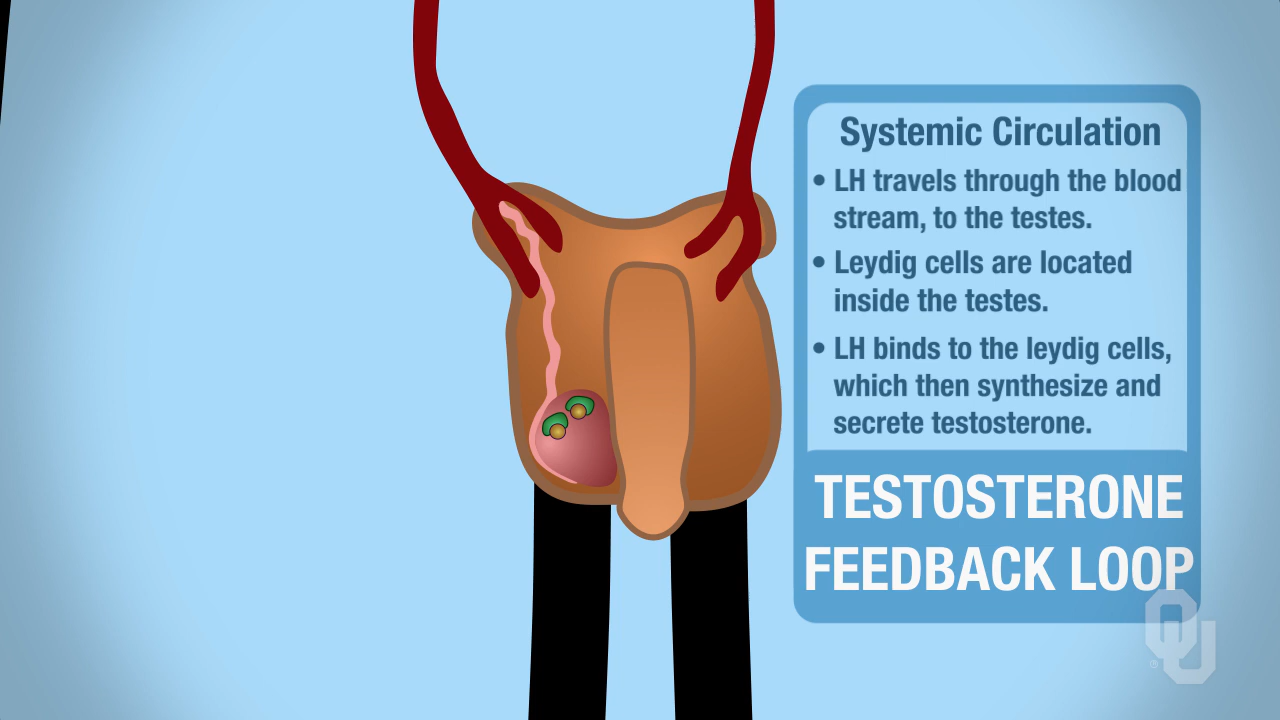 Systemic Circulation
• LH travels through the blood
stream, to the testes.
• Leydig cells are located
inside the testes.
• LH binds to the leydig cells,
which then synthesize and
secrete testosterone.
TESTOSTERONE
FEEDBACK LOOP
OU
®